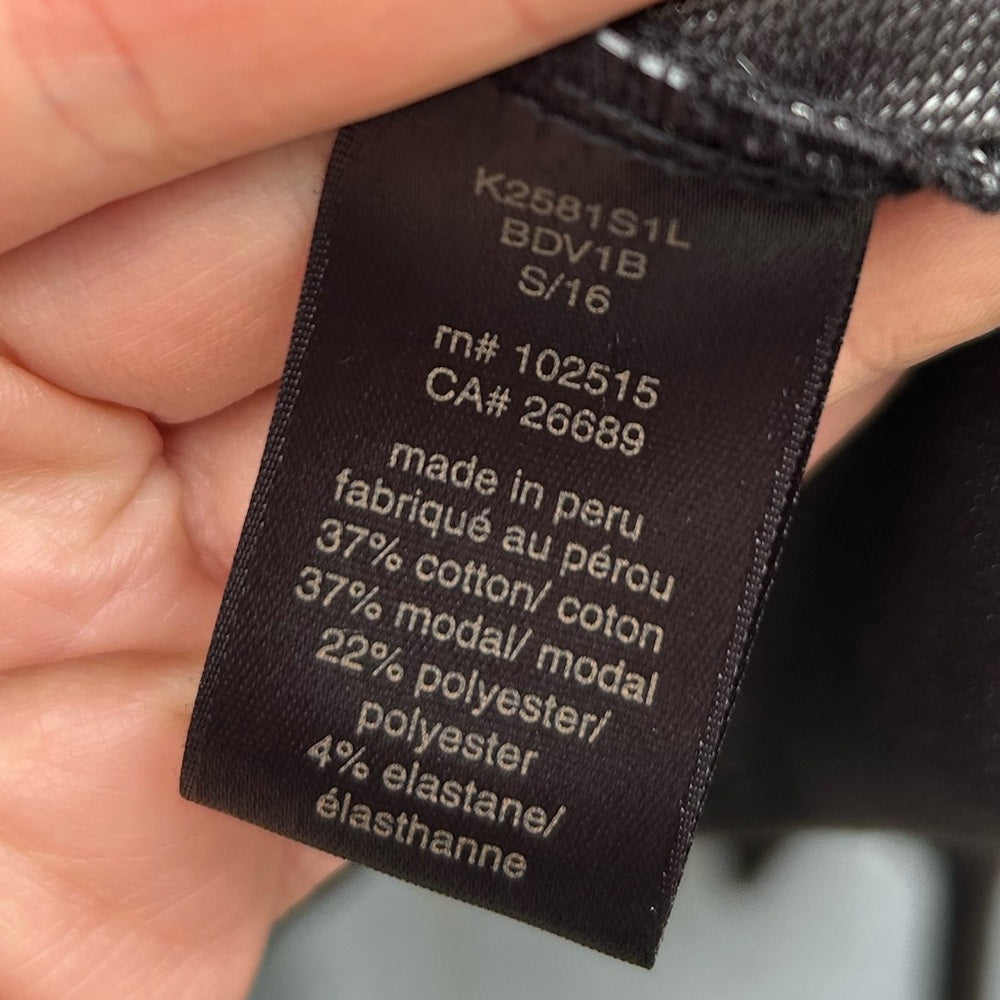 K2581S1L
BDV1B
S/16
rn# 102515
CA# 26689
made in peru
fabriqué au pérou
37% cotton/ coton
37% modal/ modal
22% polyester/
polyester
4% elastane/
élasthanne